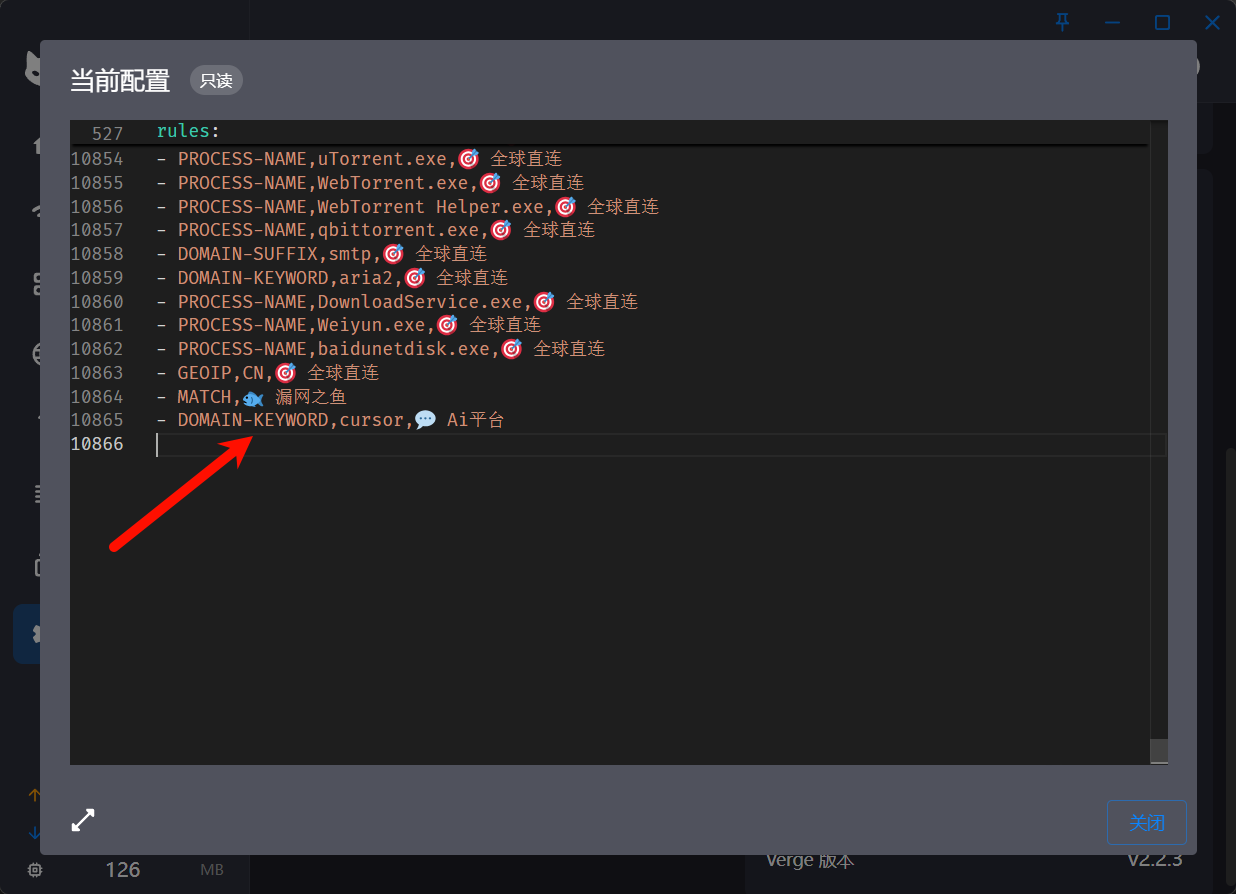 当前配置 只读
527 rules:
10854 - PROCESS-NAME,uTorrent.exe,🎯 全球直连
10855 - PROCESS-NAME,WebTorrent.exe,🎯 全球直连
10856 - PROCESS-NAME,WebTorrent Helper.exe,🎯 全球直连
10857 - PROCESS-NAME,qbittorrent.exe,🎯 全球直连
10858 - DOMAIN-SUFFIX,smtp,🎯 全球直连
10859 - DOMAIN-KEYWORD,aria2,🎯 全球直连
10860 - PROCESS-NAME,DownloadService.exe,🎯 全球直连
10861 - PROCESS-NAME,Weiyun.exe,🎯 全球直连
10862 - PROCESS-NAME,baidunetdisk.exe,🎯 全球直连
10863 - GEOIP,CN,🎯 全球直连
10864 - MATCH,🐟 漏网之鱼
10865 - DOMAIN-KEYWORD,cursor,💬 Ai平台
10866
关闭
126 MB
Verge 版本 v2.2.3